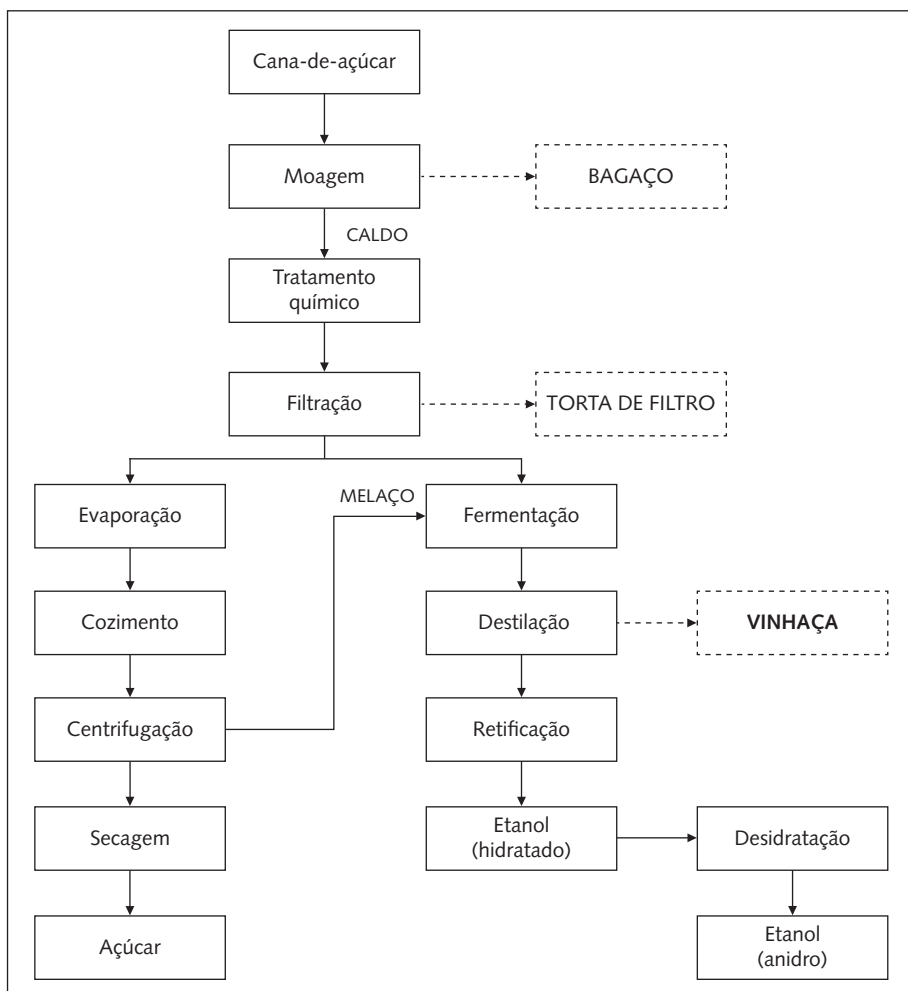 Cana-de-açúcar
Moagem
BAGAÇO
CALDO
Tratamento
químico
Filtração
TORTA DE FILTRO
MELAÇO
Evaporação
Fermentação
Cozimento
Destilação
VINHAÇA
Centrifugação
Retificação
Secagem
Etanol
(hidratado)
Desidratação
Açúcar
Etanol
(anidro)